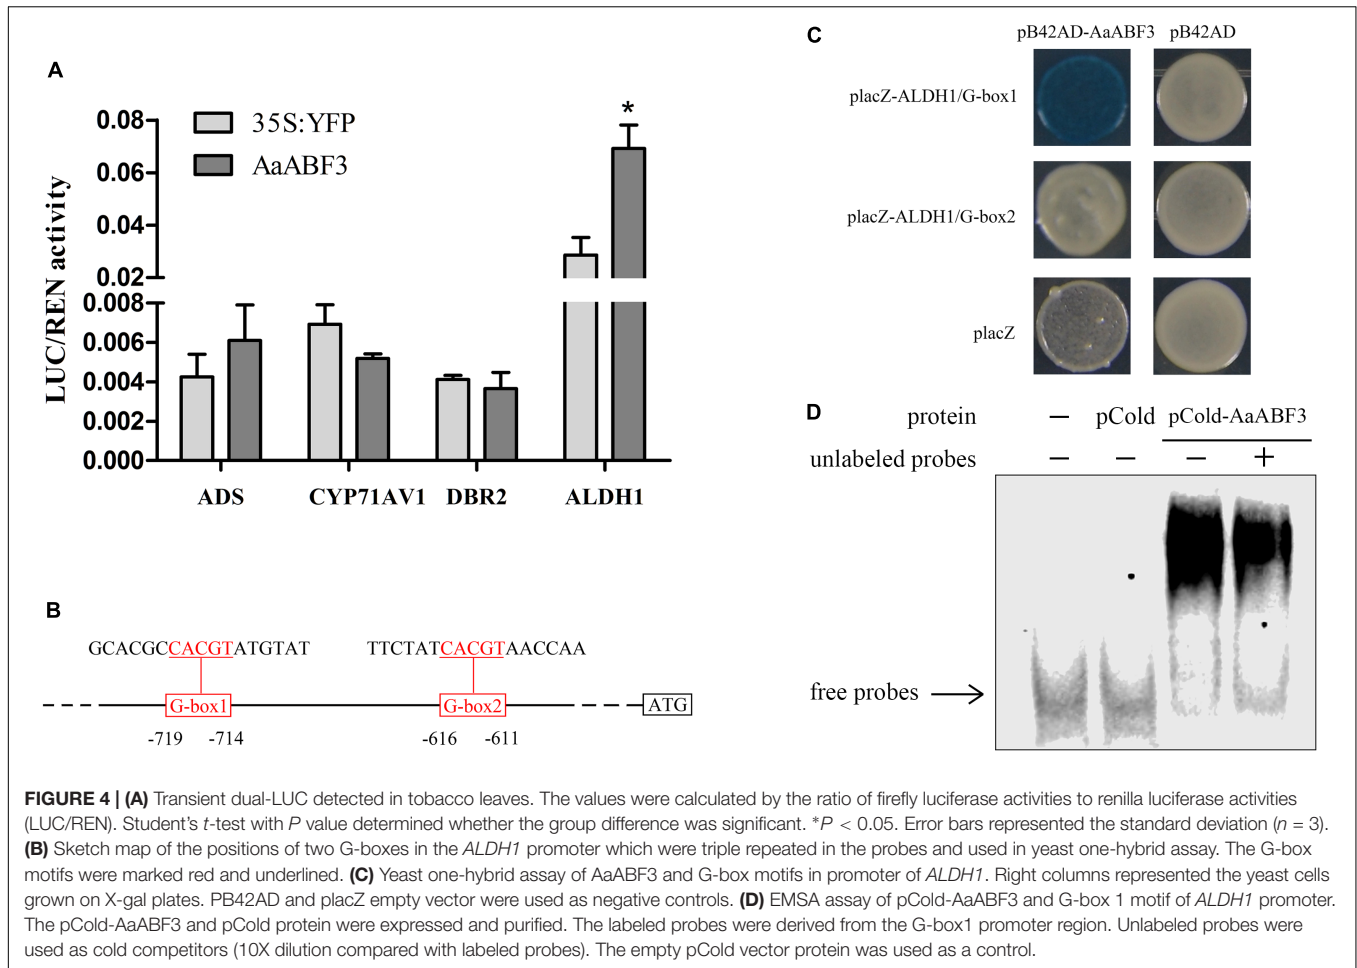 A
35S:YFP
AaABF3
LUC/REN activity
0.08
0.06
0.04
0.02
0.008
0.006
0.004
0.002
0.000
ADS CYP71AV1 DBR2 ALDH1
*
B
GCACGCCACGTATGTAT TTCTATCACGTAACCAA
G-box1 G-box2 ATG
-719 -714 -616 -611
C
pB42AD-AaABF3 pB42AD
placZ-ALDH1/G-box1
placZ-ALDH1/G-box2
placZ
D
protein − pCold pCold-AaABF3
unlabeled probes − − − +
free probes
FIGURE 4 | (A) Transient dual-LUC detected in tobacco leaves. The values were calculated by the ratio of firefly luciferase activities to renilla luciferase activities
(LUC/REN). Student's t-test with P value determined whether the group difference was significant. *P < 0.05. Error bars represented the standard deviation (n = 3).
(B) Sketch map of the positions of two G-boxes in the ALDH1 promoter which were triple repeated in the probes and used in yeast one-hybrid assay. The G-box
motifs were marked red and underlined. (C) Yeast one-hybrid assay of AaABF3 and G-box motifs in promoter of ALDH1. Right columns represented the yeast cells
grown on X-gal plates. PB42AD and placZ empty vector were used as negative controls. (D) EMSA assay of pCold-AaABF3 and G-box 1 motif of ALDH1 promoter.
The pCold-AaABF3 and pCold protein were expressed and purified. The labeled probes were derived from the G-box1 promoter region. Unlabeled probes were
used as cold competitors (10X dilution compared with labeled probes). The empty pCold vector protein was used as a control.